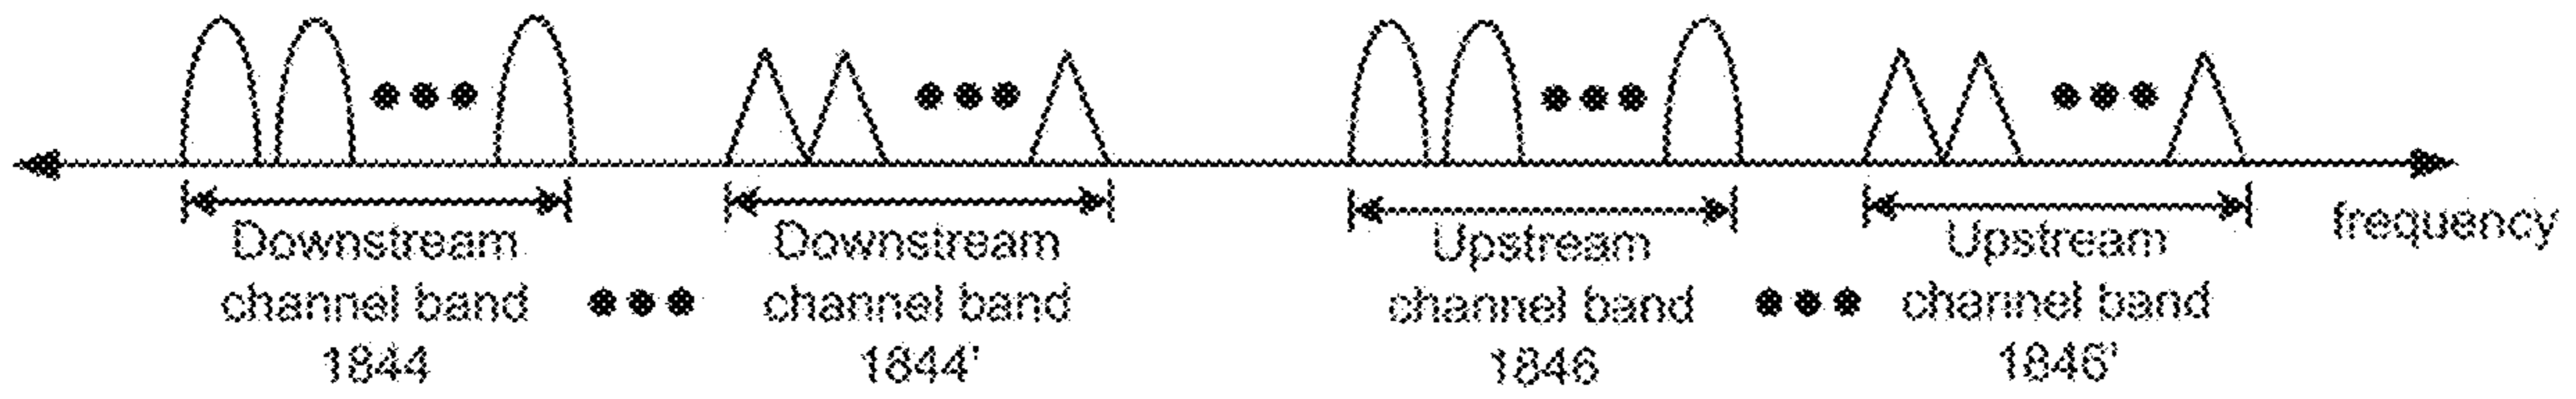 Downstream
channel band
1844
Downstream
channel band
1844'
Upstream
channel band
1846
Upstream
channel band
1846'
frequency